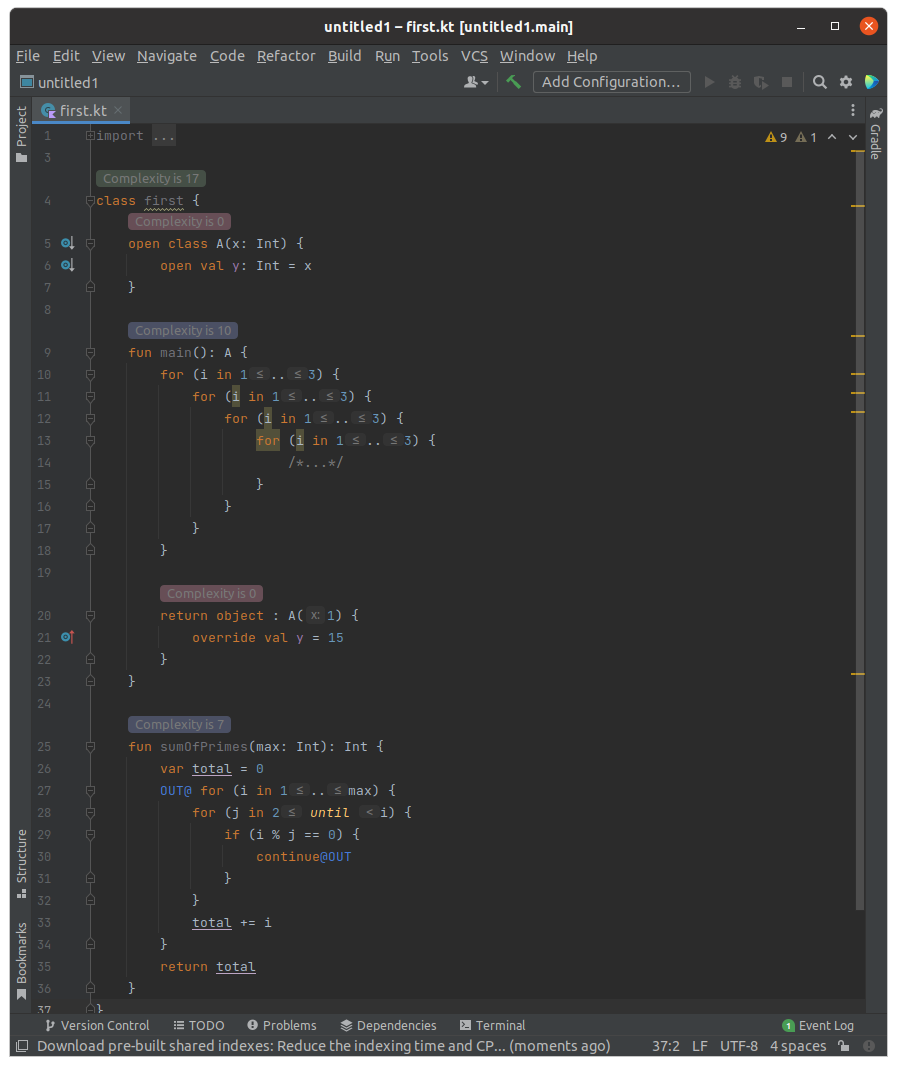 untitled1 – first.kt [untitled1.main]
File Edit View Navigate Code Refactor Build Run Tools VCS Window Help
untitled1 Add Configuration...
Project first.kt Gradle
1 import ... 9 1
3
Complexity is 17
4 class first {
Complexity is 0
5 open class A(x: Int) {
6 open val y: Int = x
7 }
8
Complexity is 10
9 fun main(): A {
10 for (i in 1 ≤ .. ≤ 3) {
11 for (i in 1 ≤ .. ≤ 3) {
12 for (i in 1 ≤ .. ≤ 3) {
13 for (i in 1 ≤ .. ≤ 3) {
14 /*...*/
15 }
16 }
17 }
18 }
19
Complexity is 0
20 return object : A( x: 1) {
21 override val y = 15
22 }
23 }
24
Complexity is 7
25 fun sumOfPrimes(max: Int): Int {
26 var total = 0
27 OUT@ for (i in 1 ≤ .. ≤ max) {
28 for (j in 2 ≤ until < i) {
29 if (i % j == 0) {
30 continue@OUT
31 }
32 }
33 total += i
34 }
35 return total
36 }
37 }
Structure
Bookmarks
Version Control TODO Problems Dependencies Terminal 1 Event Log
Download pre-built shared indexes: Reduce the indexing time and CP... (moments ago) 37:2 LF UTF-8 4 spaces